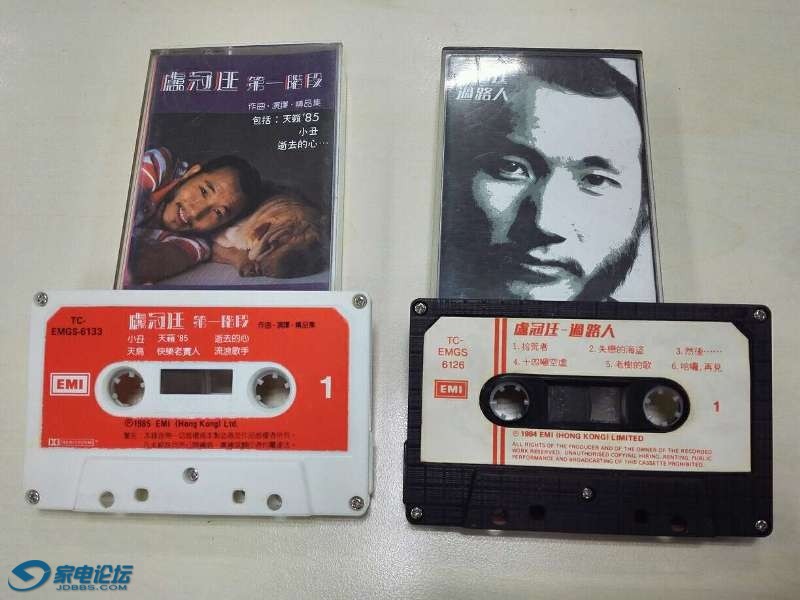 盧冠廷 第一階段
作曲·演譯·精品集
包括:天籟'85
小丑
逝去的心…
過路人
TC-
EMGS-6133
盧冠廷 第一階段 作曲·演譯·精品集
小丑 天籟'85 逝去的心
天鳥 快樂老實人 流浪歌手
EMI
1
Ⓟ1985 EMI (Hong Kong) Ltd.
TC-
EMGS
6126
盧冠廷-過路人
1.拾荒者 2.失戀的海盜 3.然後……
4.十四囉空虛 5.老樹的歌 6.哈囉,再見
EMI
1
Ⓟ 1984 EMI (HONG KONG) LIMITED
ALL RIGHTS OF THE PRODUCER AND OF THE OWNER OF THE RECORDED
WORK RESERVED. UNAUTHORISED COPYING, HIRING, RENTING, PUBLIC
PERFORMANCE AND BROADCASTING OF THIS CASSETTE PROHIBITED.
家电论坛
JDBBS.COM